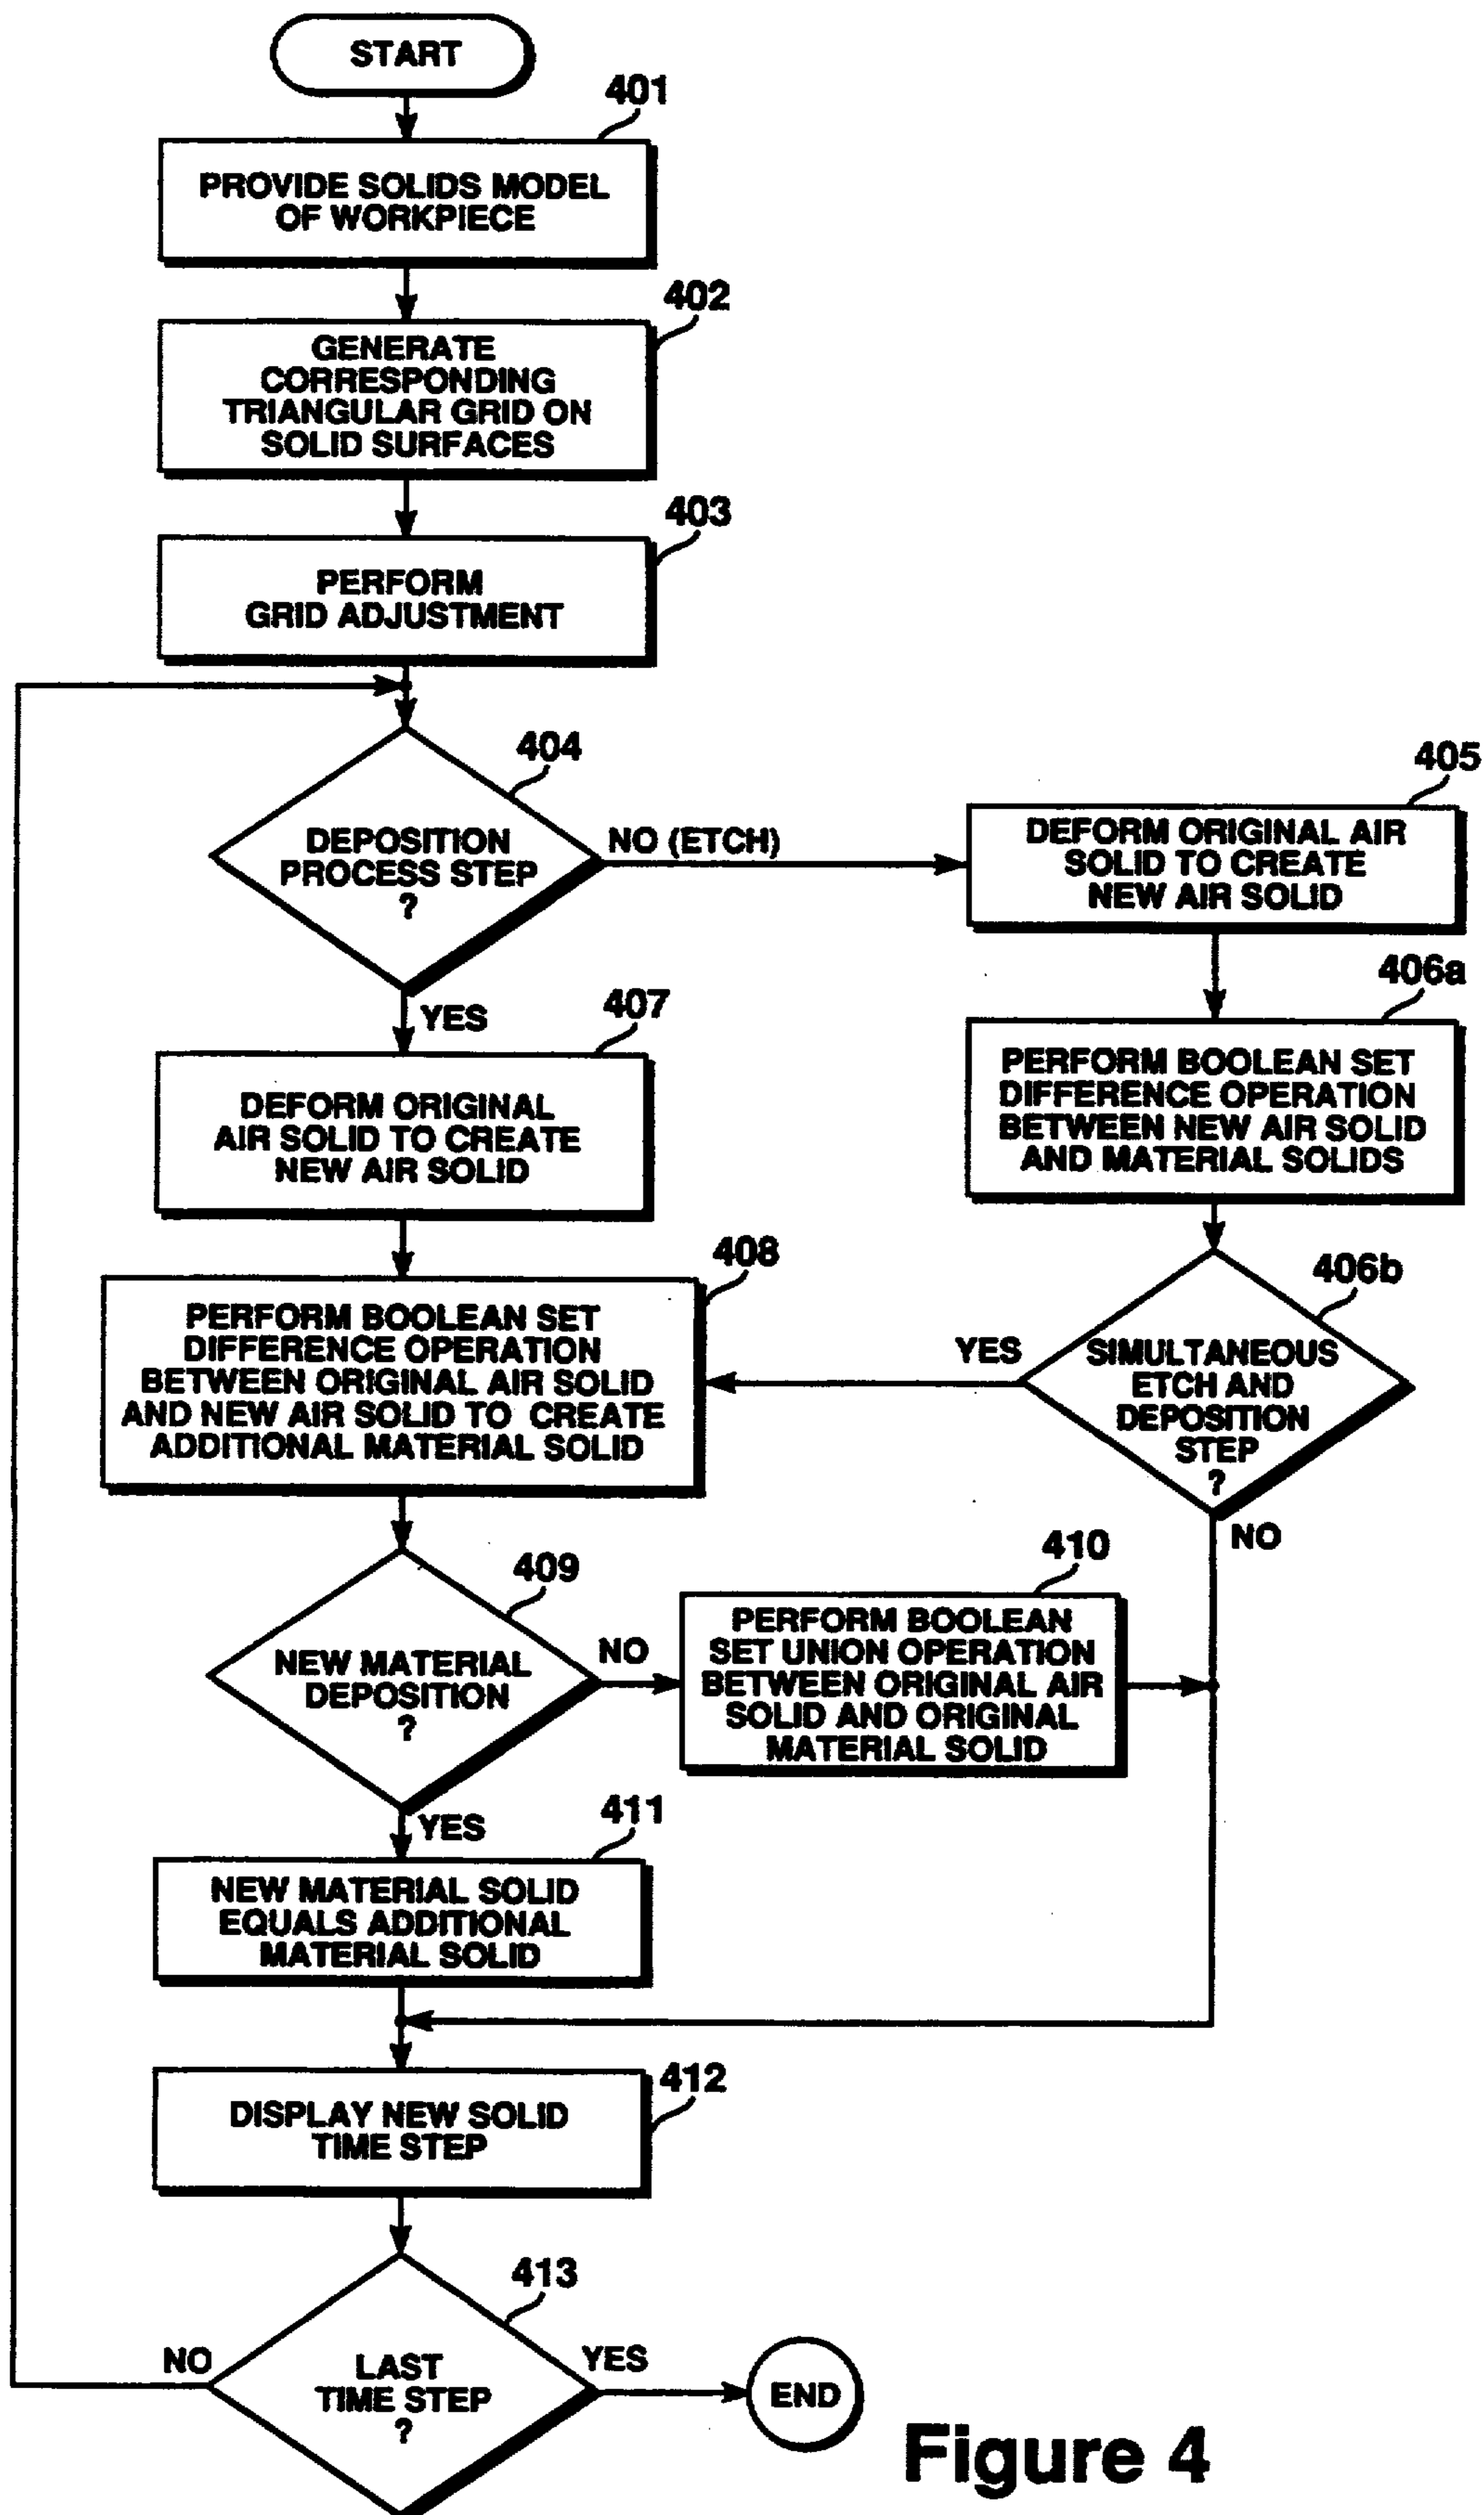 START
401
PROVIDE SOLIDS MODEL
OF WORKPIECE
402
GENERATE
CORRESPONDING
TRIANGULAR GRID ON
SOLID SURFACES
403
PERFORM
GRID ADJUSTMENT
404
DEPOSITION
PROCESS STEP
?
NO (ETCH)
405
DEFORM ORIGINAL AIR
SOLID TO CREATE
NEW AIR SOLID
406a
PERFORM BOOLEAN SET
DIFFERENCE OPERATION
BETWEEN NEW AIR SOLID
AND MATERIAL SOLIDS
YES
407
DEFORM ORIGINAL
AIR SOLID TO CREATE
NEW AIR SOLID
408
PERFORM BOOLEAN SET
DIFFERENCE OPERATION
BETWEEN ORIGINAL AIR SOLID
AND NEW AIR SOLID TO CREATE
ADDITIONAL MATERIAL SOLID
406b
YES
SIMULTANEOUS
ETCH AND
DEPOSITION
STEP
?
NO
409
NEW MATERIAL
DEPOSITION
?
NO
410
PERFORM BOOLEAN
SET UNION OPERATION
BETWEEN ORIGINAL AIR
SOLID AND ORIGINAL
MATERIAL SOLID
YES
411
NEW MATERIAL SOLID
EQUALS ADDITIONAL
MATERIAL SOLID
412
DISPLAY NEW SOLID
TIME STEP
413
NO
LAST
TIME STEP
?
YES
END
Figure 4